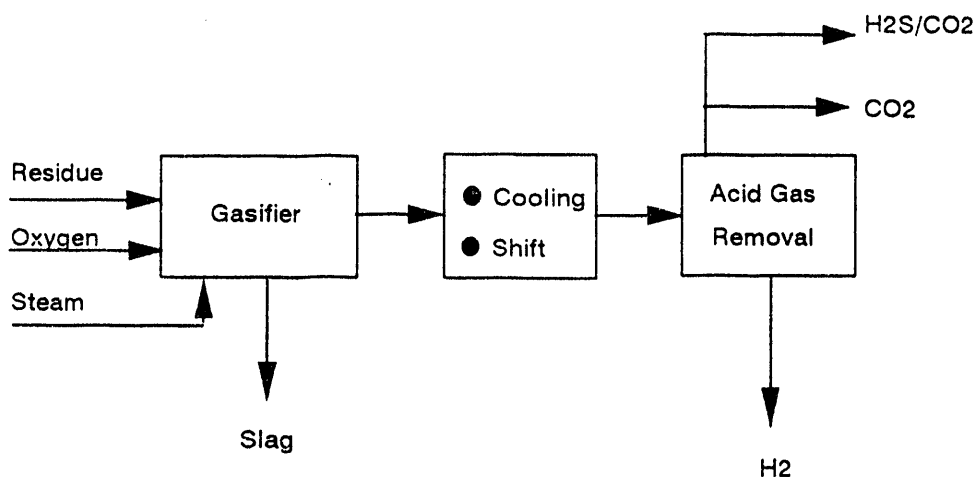 H2S/CO2
CO2
Residue
Oxygen
Steam
Gasifier
● Cooling
● Shift
Acid Gas
Removal
Slag
H2